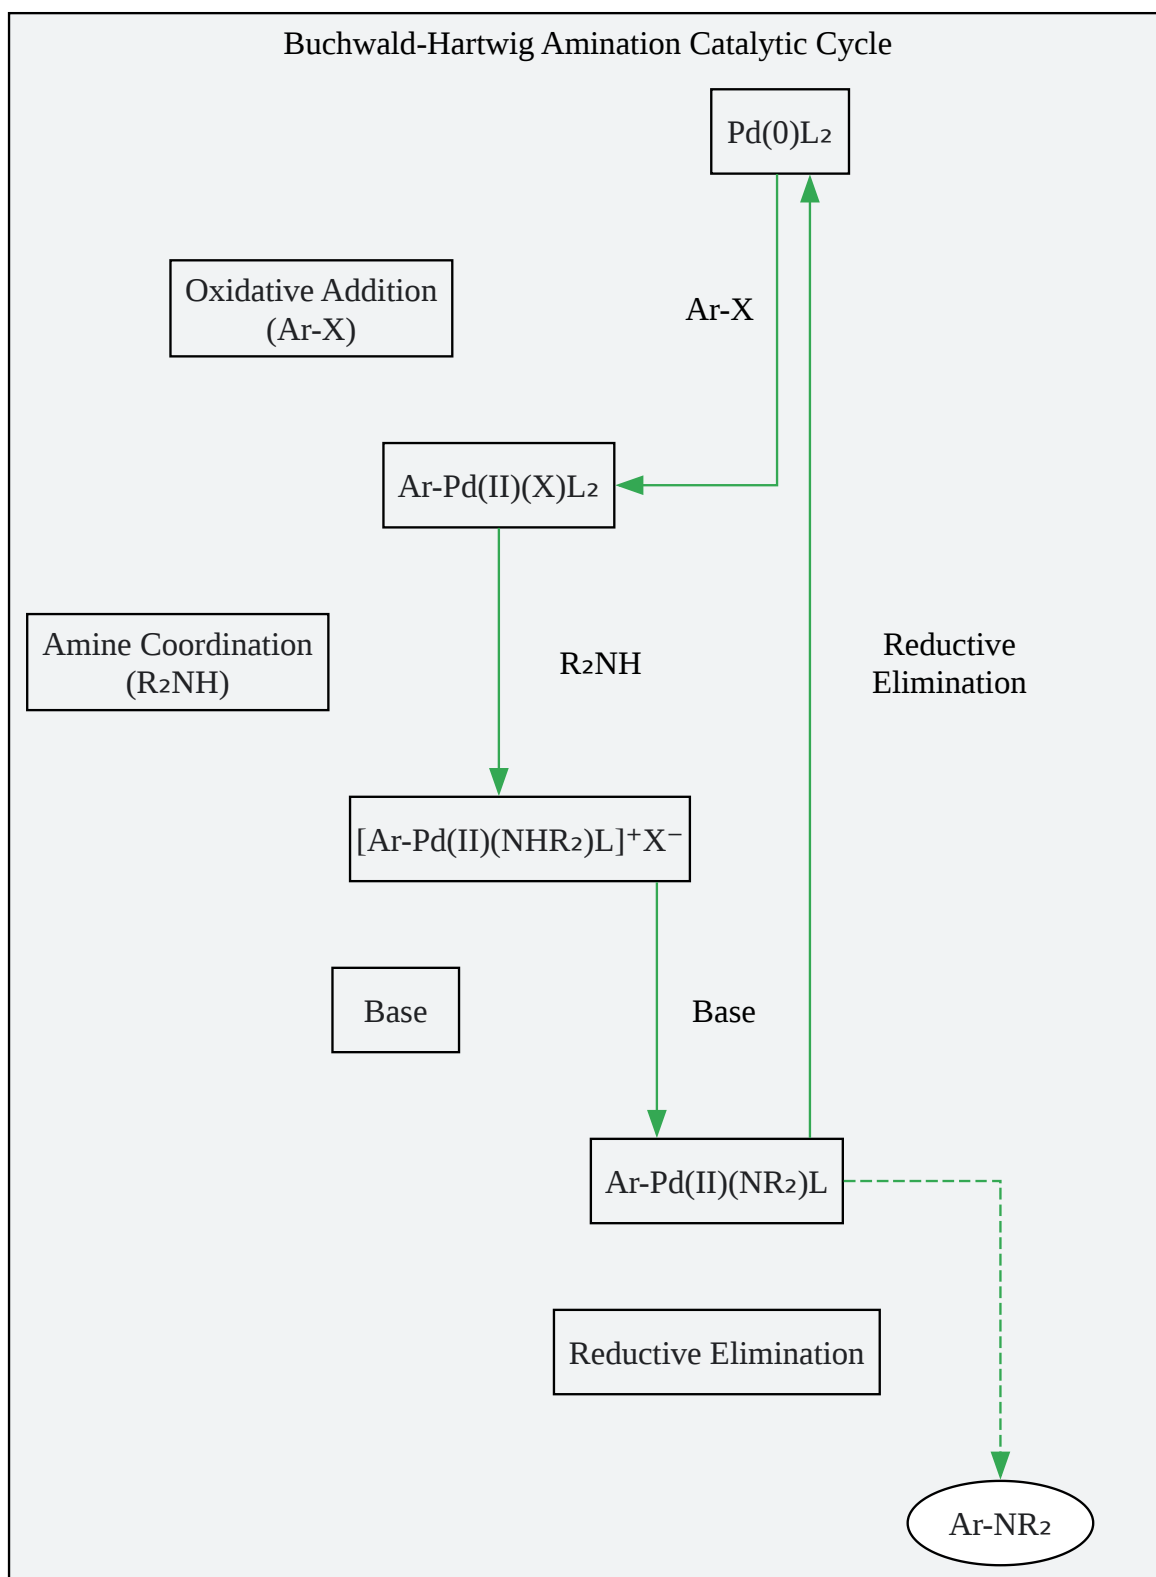 Buchwald-Hartwig Amination Catalytic Cycle
Pd(0)L₂
Oxidative Addition
(Ar-X)
Ar-X
Ar-Pd(II)(X)L₂
Amine Coordination
(R₂NH)
R₂NH
Reductive
Elimination
[Ar-Pd(II)(NHR₂)L]⁺X⁻
Base
Base
Ar-Pd(II)(NR₂)L
Reductive Elimination
Ar-NR₂